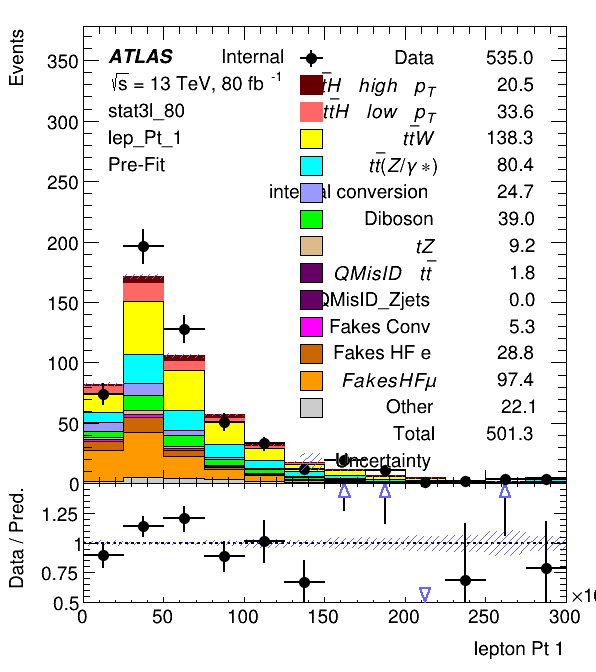 Events
350
300
250
200
150
100
50
0
ATLAS Internal
√s = 13 TeV, 80 fb -1
stat3l_80
lep_Pt_1
Pre-Fit
Data 535.0
tt̄H high pT 20.5
tt̄H low pT 33.6
tt̄W 138.3
tt̄(Z/γ*) 80.4
conversion 24.7
Diboson 39.0
tZ 9.2
QMisID tt̄ 1.8
QMisID_Zjets 0.0
Fakes Conv 5.3
Fakes HF e 28.8
FakesHFμ 97.4
Other 22.1
Total 501.3
Uncertainty
Data / Pred.
1.25
1
0.75
0.5
0 50 100 150 200 250 300
lepton Pt 1